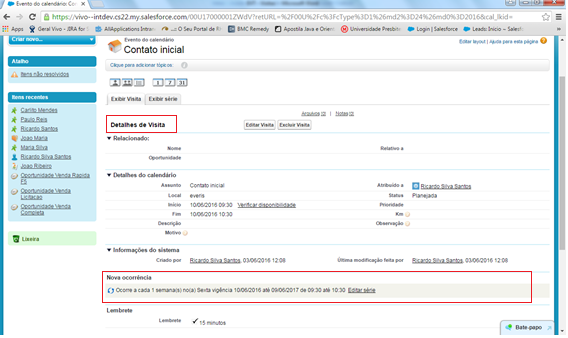 Evento do calendário: Con
https://vivo--intdev.cs22.my.salesforce.com/00U17000001ZWdV?retURL=%2F00U%2Fc%3FcType%3D1%26md2%3D24%26md0%3D2016&cal_lkid=
Apps
Vivo
Geral Vivo - JIRA
AllApplications
O Seu Portal de R
BMC Remedy
Apostila Java e Orient
Universidade Presbit
Login
Leads Início ~ Salesfo
Criar novo...
Atalho
Itens não resolvidos
Itens recentes
Carlito Mendes
Paulo Reis
Ricardo Santos
Joao Maria
Maria Silva
Ricardo Silva Santos
Joao Ribeiro
Oportunidade Venda Rapida FS
Oportunidade Venda Licitacao
Oportunidade Venda Completa
Lixeira
Evento do calendário
Contato inicial
Editar layout | Ajuda para esta página
Clique para adicionar tópicos:
1 7 31
Exibir Visita Exibir série
Arquivos [0] | Notas [0]
Detalhes de Visita
Editar Visita Excluir Visita
Relacionado:
Nome
Relativo a
Oportunidade
Detalhes do calendário
Assunto Contato inicial
Atribuído a Ricardo Silva Santos
Local everis
Status Planejada
Início 10/06/2016 09:30 Verificar disponibilidade
Prioridade
Fim 10/06/2016 10:30
Km
Descrição
Observação
Motivo
Informações do sistema
Criado por Ricardo Silva Santos, 03/06/2016 12:08
Última modificação feita por Ricardo Silva Santos, 03/06/2016 12:08
Nova ocorrência
Ocorre a cada 1 semana(s) no(a) Sexta vigência 10/06/2016 até 09/06/2017 de 09:30 até 10:30 Editar série
Lembrete
Lembrete 15 minutos
Bate-papo